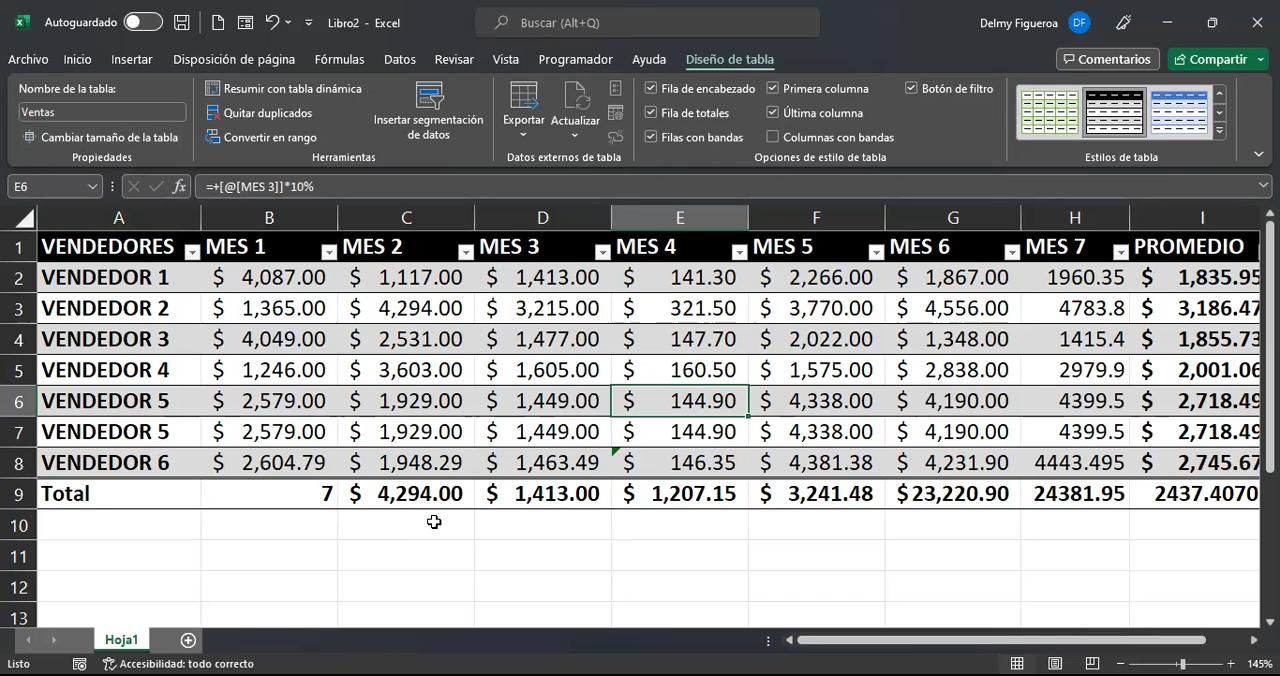 Autoguardado Libro2 - Excel Buscar (Alt+Q) Delmy Figueroa DF
Archivo Inicio Insertar Disposición de página Fórmulas Datos Revisar Vista Programador Ayuda Diseño de tabla Comentarios Compartir
Nombre de la tabla:
Ventas
Cambiar tamaño de la tabla
Propiedades
Resumir con tabla dinámica
Quitar duplicados
Convertir en rango
Insertar segmentación
de datos
Herramientas
Exportar Actualizar
Datos externos de tabla
Fila de encabezado Primera columna Botón de filtro
Fila de totales Última columna
Filas con bandas Columnas con bandas
Opciones de estilo de tabla
Estilos de tabla
E6 fx =+[@[MES 3]]*10%
A B C D E F G H I
1 VENDEDORES MES 1 MES 2 MES 3 MES 4 MES 5 MES 6 MES 7 PROMEDIO
2 VENDEDOR 1 $ 4,087.00 $ 1,117.00 $ 1,413.00 $ 141.30 $ 2,266.00 $ 1,867.00 1960.35 $ 1,835.95
3 VENDEDOR 2 $ 1,365.00 $ 4,294.00 $ 3,215.00 $ 321.50 $ 3,770.00 $ 4,556.00 4783.8 $ 3,186.47
4 VENDEDOR 3 $ 4,049.00 $ 2,531.00 $ 1,477.00 $ 147.70 $ 2,022.00 $ 1,348.00 1415.4 $ 1,855.73
5 VENDEDOR 4 $ 1,246.00 $ 3,603.00 $ 1,605.00 $ 160.50 $ 1,575.00 $ 2,838.00 2979.9 $ 2,001.06
6 VENDEDOR 5 $ 2,579.00 $ 1,929.00 $ 1,449.00 $ 144.90 $ 4,338.00 $ 4,190.00 4399.5 $ 2,718.49
7 VENDEDOR 5 $ 2,579.00 $ 1,929.00 $ 1,449.00 $ 144.90 $ 4,338.00 $ 4,190.00 4399.5 $ 2,718.49
8 VENDEDOR 6 $ 2,604.79 $ 1,948.29 $ 1,463.49 $ 146.35 $ 4,381.38 $ 4,231.90 4443.495 $ 2,745.67
9 Total 7 $ 4,294.00 $ 1,413.00 $ 1,207.15 $ 3,241.48 $ 23,220.90 24381.95 2437.4070
10
11
12
13
Hoja1
Listo Accesibilidad: todo correcto 145%